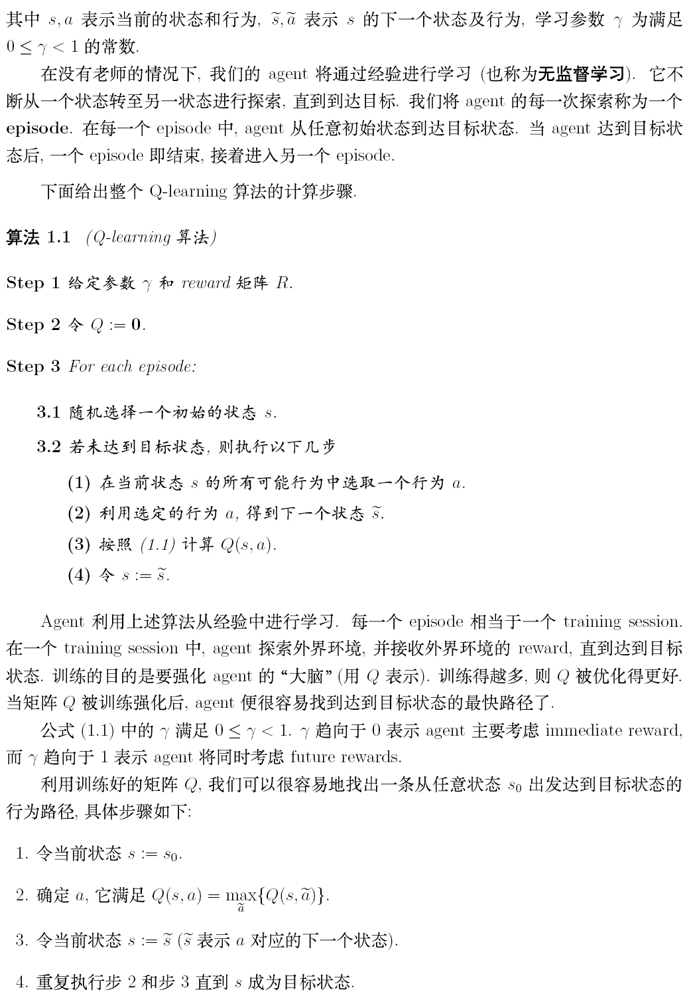 其中 s, a 表示当前的状态和行为, s̃, ã 表示 s 的下一个状态及行为, 学习参数 γ 为满足
0 ≤ γ < 1 的常数.
在没有老师的情况下, 我们的 agent 将通过经验进行学习 (也称为无监督学习). 它不
断从一个状态转至另一状态进行探索, 直到到达目标. 我们将 agent 的每一次探索称为一个
episode. 在每一个 episode 中, agent 从任意初始状态到达目标状态. 当 agent 达到目标状
态后, 一个 episode 即结束, 接着进入另一个 episode.
下面给出整个 Q-learning 算法的计算步骤.
算法 1.1 (Q-learning 算法)
Step 1 给定参数 γ 和 reward 矩阵 R.
Step 2 令 Q := 0.
Step 3 For each episode:
3.1 随机选择一个初始的状态 s.
3.2 若未达到目标状态, 则执行以下几步
(1) 在当前状态 s 的所有可能行为中选取一个行为 a.
(2) 利用选定的行为 a, 得到下一个状态 s̃.
(3) 按照 (1.1) 计算 Q(s, a).
(4) 令 s := s̃.
Agent 利用上述算法从经验中进行学习. 每一个 episode 相当于一个 training session.
在一个 training session 中, agent 探索外界环境, 并接收外界环境的 reward, 直到达到目标
状态. 训练的目的是要强化 agent 的 “大脑” (用 Q 表示). 训练得越多, 则 Q 被优化得更好.
当矩阵 Q 被训练强化后, agent 便很容易找到达到目标状态的最快路径了.
公式 (1.1) 中的 γ 满足 0 ≤ γ < 1. γ 趋向于 0 表示 agent 主要考虑 immediate reward,
而 γ 趋向于 1 表示 agent 将同时考虑 future rewards.
利用训练好的矩阵 Q, 我们可以很容易地找出一条从任意状态 s₀ 出发达到目标状态的
行为路径, 具体步骤如下:
1. 令当前状态 s := s₀.
2. 确定 a, 它满足 Q(s, a) = max_ã{Q(s, ã)}.
3. 令当前状态 s := s̃ (s̃ 表示 a 对应的下一个状态).
4. 重复执行步 2 和步 3 直到 s 成为目标状态.